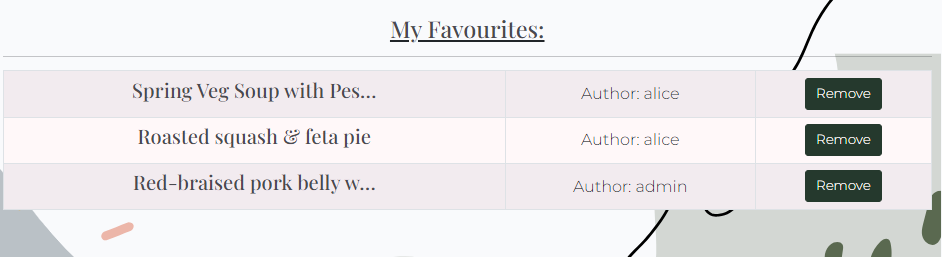 My Favourites:
Spring Veg Soup with Pes... Author: alice Remove
Roasted squash & feta pie Author: alice Remove
Red-braised pork belly w... Author: admin Remove